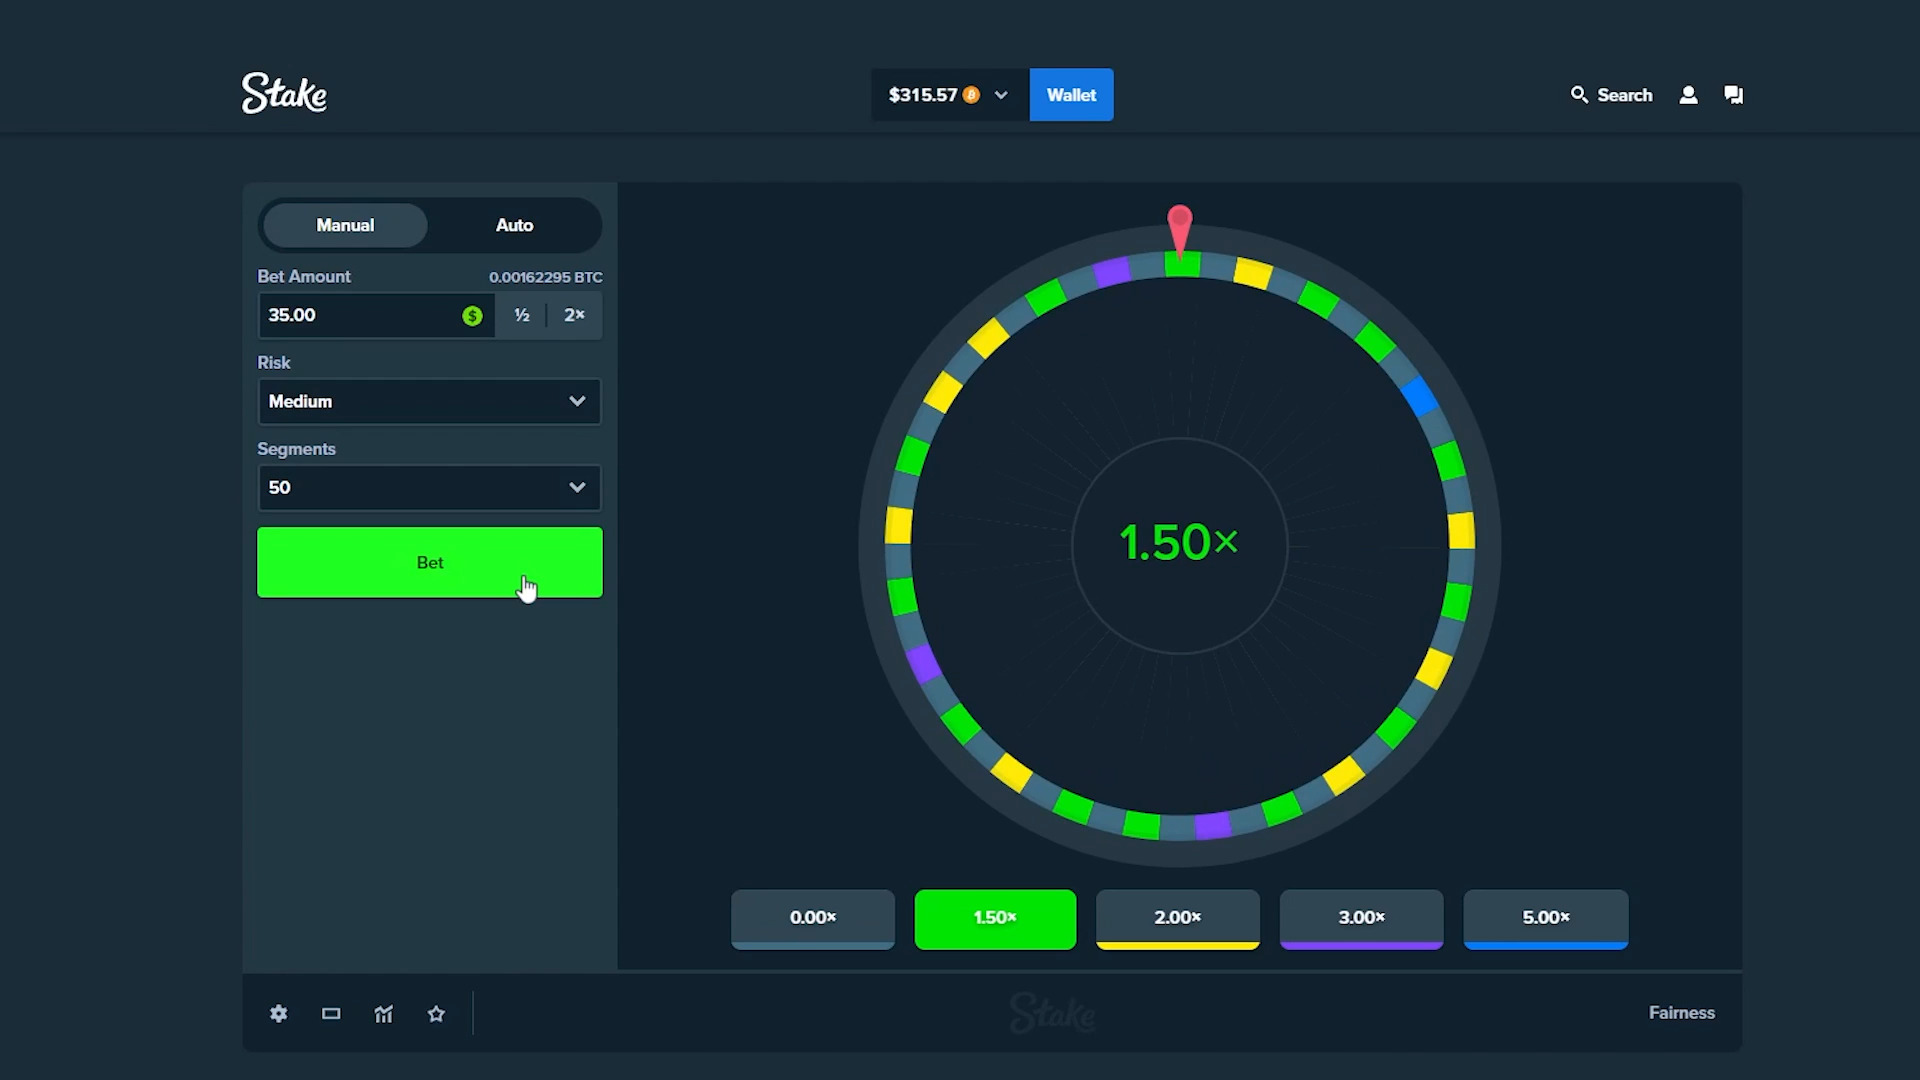 Stake
$315.57
Wallet
Search
Manual
Auto
Bet Amount
0.00162295 BTC
35.00
$
½
2×
Risk
Medium
Segments
50
Bet
1.50×
0.00×
1.50×
2.00×
3.00×
5.00×
Stake
Fairness